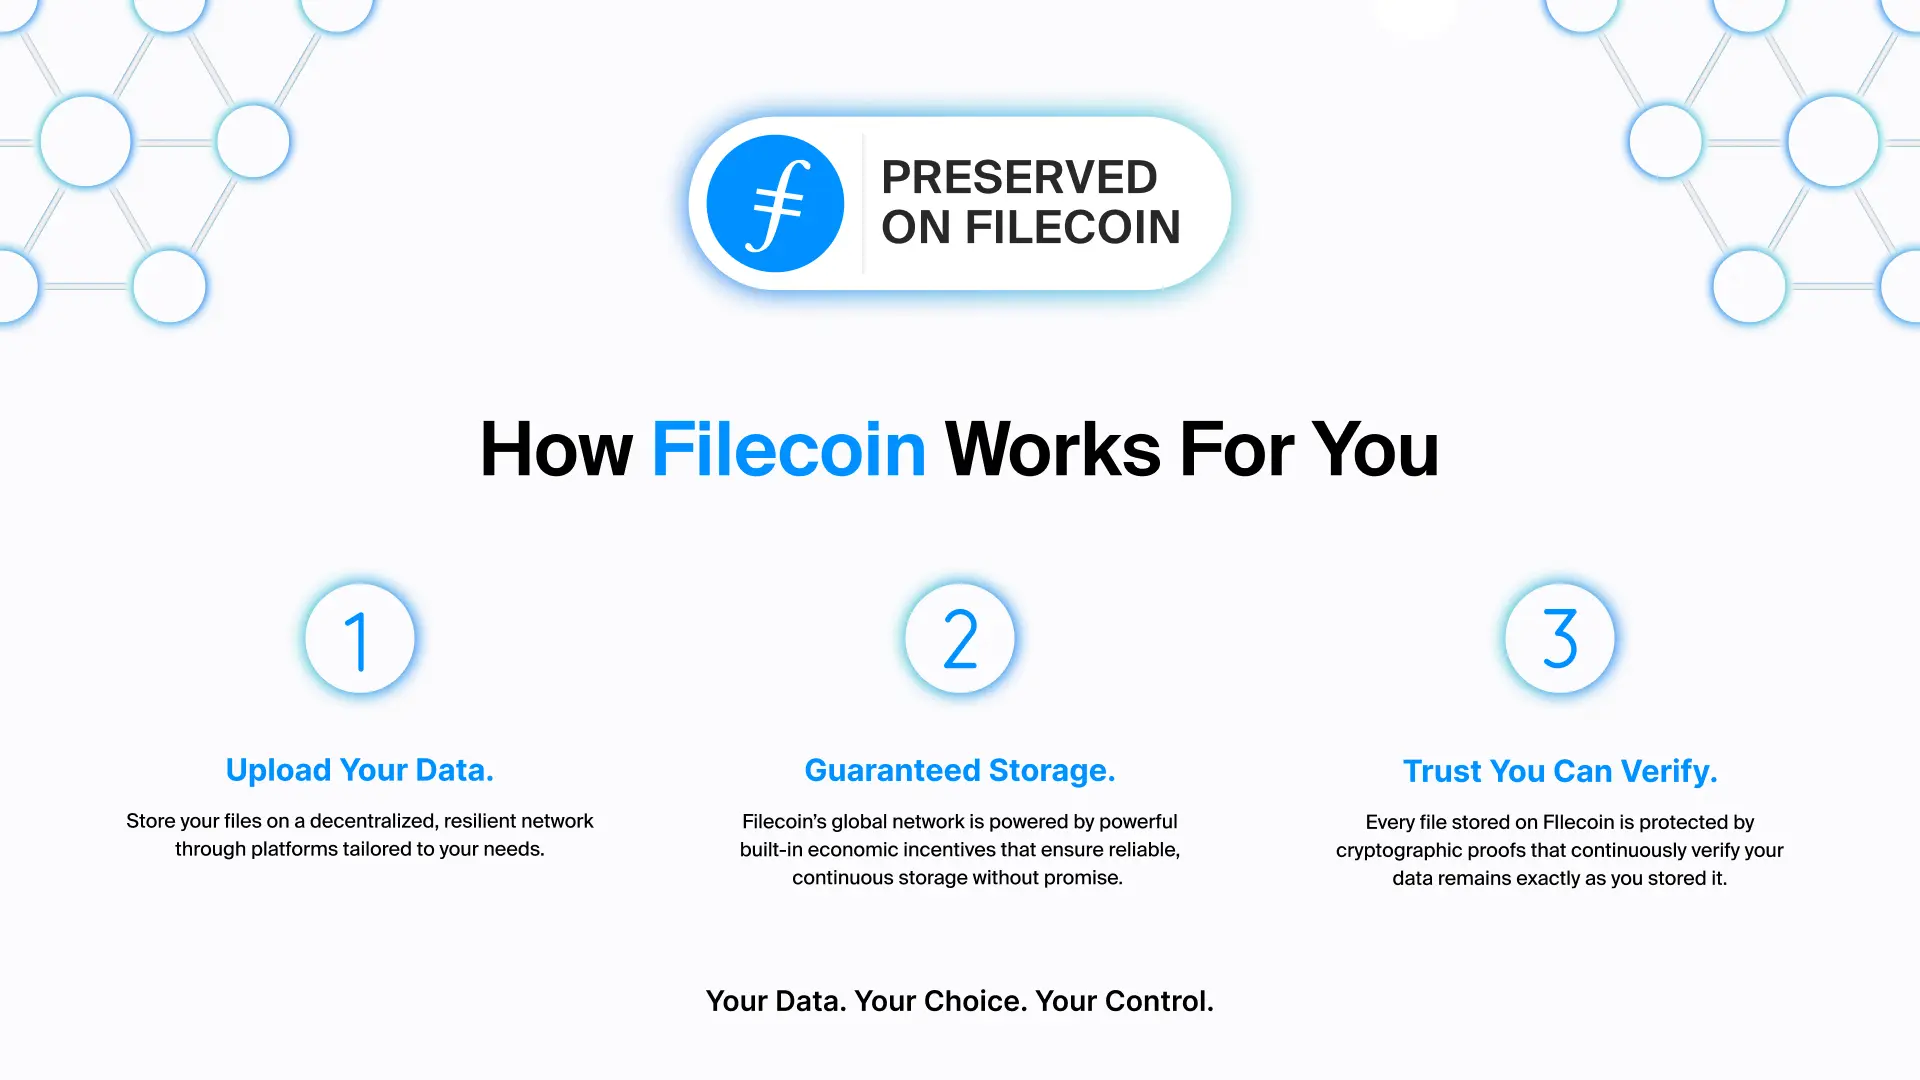 PRESERVED
ON FILECOIN
How Filecoin Works For You
1
Upload Your Data.
Store your files on a decentralized, resilient network
through platforms tailored to your needs.
2
Guaranteed Storage.
Filecoin’s global network is powered by powerful
built-in economic incentives that ensure reliable,
continuous storage without promise.
3
Trust You Can Verify.
Every file stored on FIlecoin is protected by
cryptographic proofs that continuously verify your
data remains exactly as you stored it.
Your Data. Your Choice. Your Control.